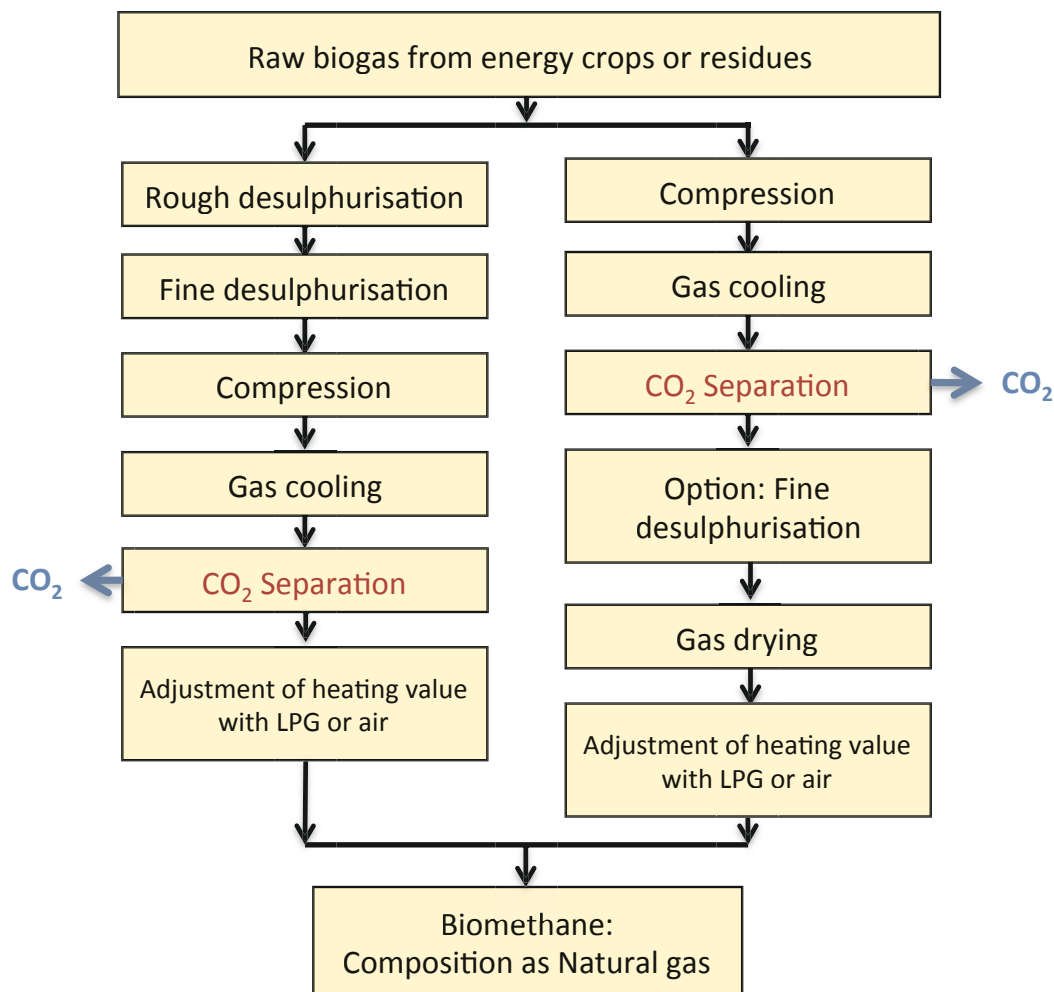 Raw biogas from energy crops or residues
Rough desulphurisation
Fine desulphurisation
Compression
Gas cooling
CO₂ Separation
CO₂
Adjustment of heating value
with LPG or air
Compression
Gas cooling
CO₂ Separation
CO₂
Option: Fine
desulphurisation
Gas drying
Adjustment of heating value
with LPG or air
Biomethane:
Composition as Natural gas